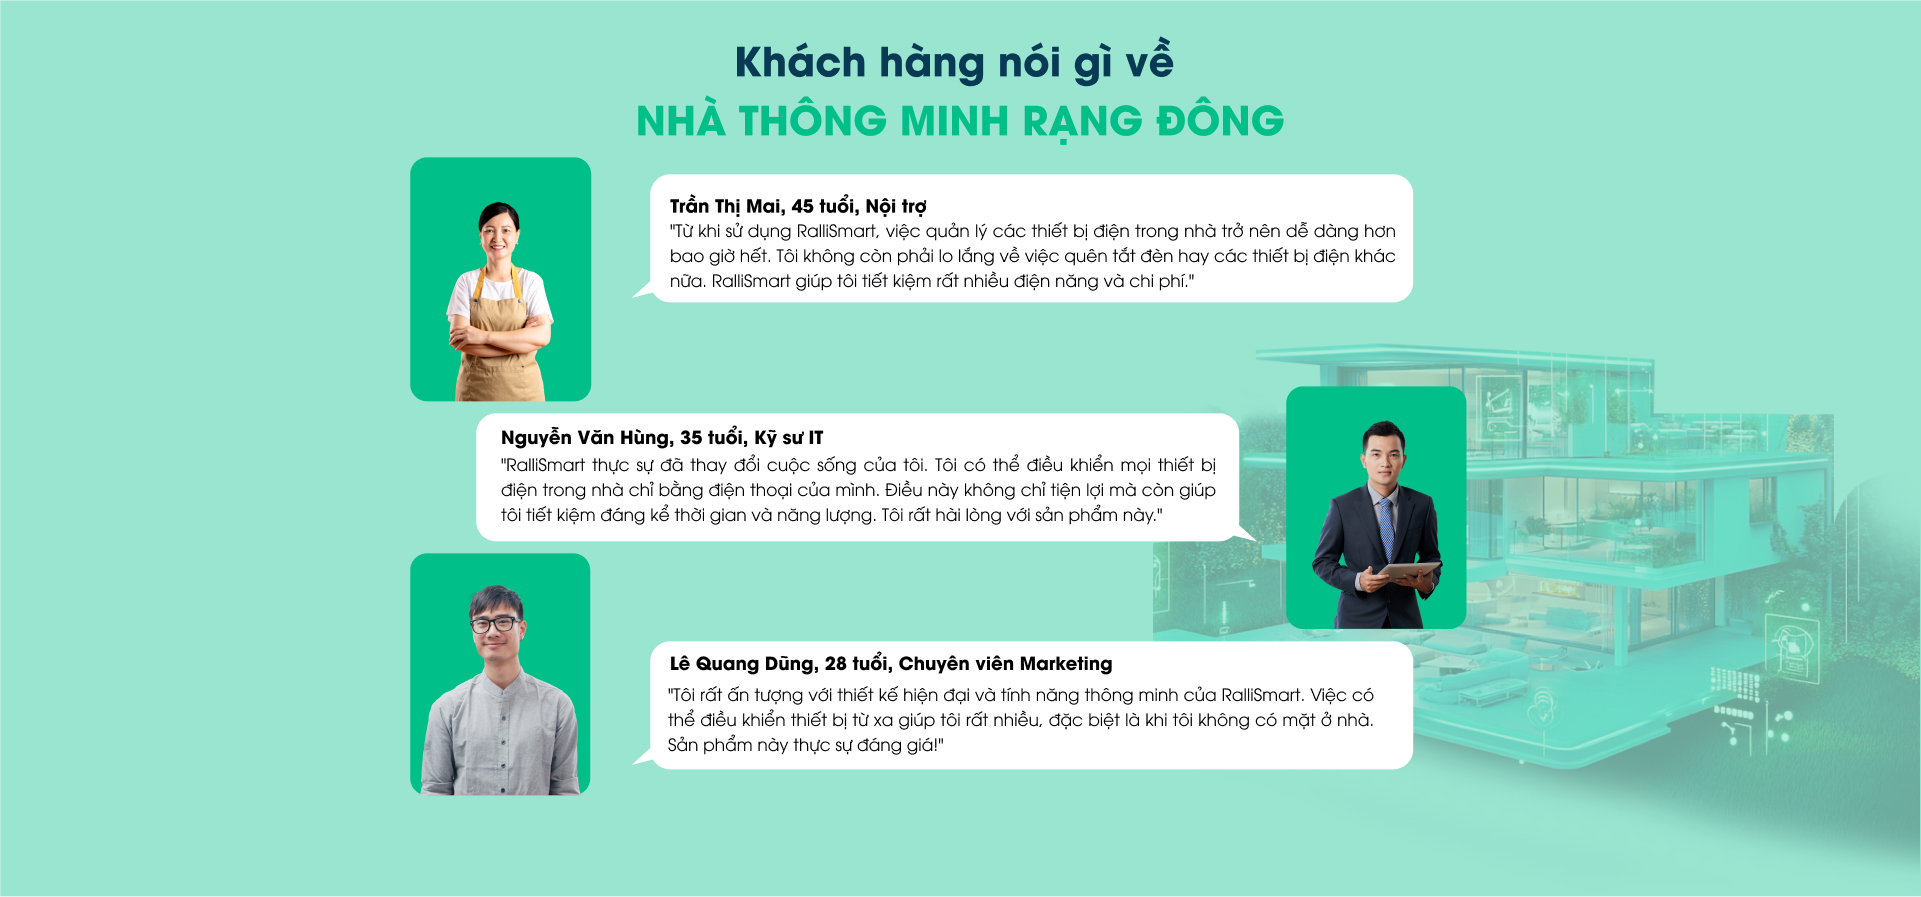 Khách hàng nói gì về
NHÀ THÔNG MINH RẠNG ĐÔNG
Trần Thị Mai, 45 tuổi, Nội trợ
"Từ khi sử dụng RalliSmart, việc quản lý các thiết bị điện trong nhà trở nên dễ dàng hơn
bao giờ hết. Tôi không còn phải lo lắng về việc quên tắt đèn hay các thiết bị điện khác
nữa. RalliSmart giúp tôi tiết kiệm rất nhiều điện năng và chi phí."
Nguyễn Văn Hùng, 35 tuổi, Kỹ sư IT
"RalliSmart thực sự đã thay đổi cuộc sống của tôi. Tôi có thể điều khiển mọi thiết bị
điện trong nhà chỉ bằng điện thoại của mình. Điều này không chỉ tiện lợi mà còn giúp
tôi tiết kiệm đáng kể thời gian và năng lượng. Tôi rất hài lòng với sản phẩm này."
Lê Quang Dũng, 28 tuổi, Chuyên viên Marketing
"Tôi rất ấn tượng với thiết kế hiện đại và tính năng thông minh của RalliSmart. Việc có
thể điều khiển thiết bị từ xa giúp tôi rất nhiều, đặc biệt là khi tôi không có mặt ở nhà.
Sản phẩm này thực sự đáng giá!"